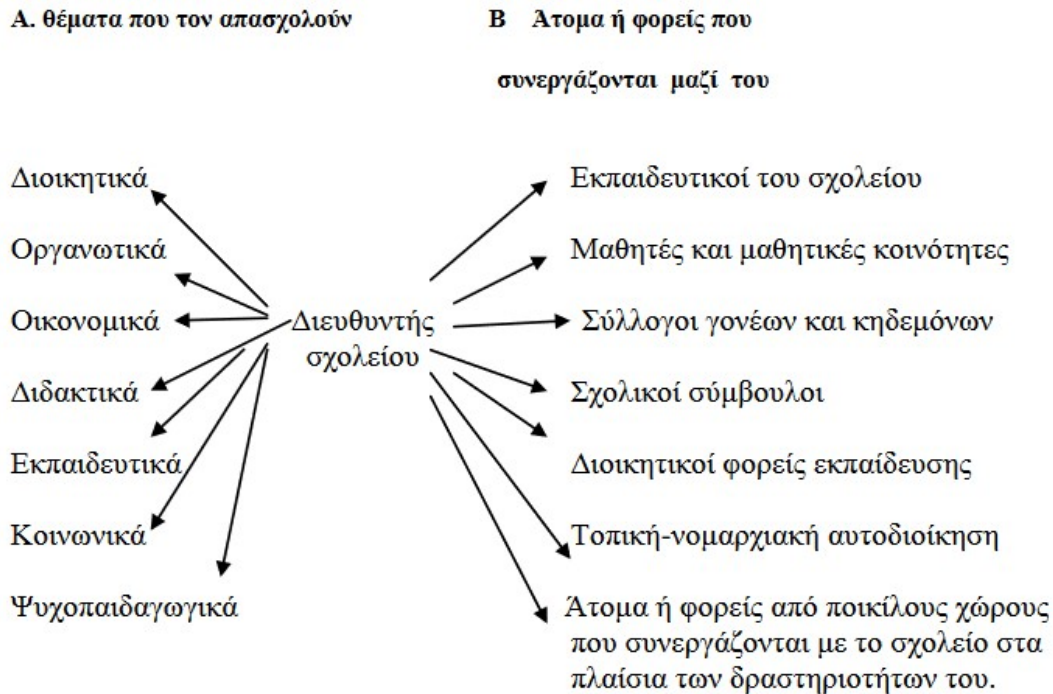 Α. θέματα που τον απασχολούν
Β Άτομα ή φορείς που
συνεργάζονται μαζί του
Διοικητικά
Οργανωτικά
Οικονομικά
Διδακτικά
Εκπαιδευτικά
Κοινωνικά
Ψυχοπαιδαγωγικά
Διευθυντής
σχολείου
Εκπαιδευτικοί του σχολείου
Μαθητές και μαθητικές κοινότητες
Σύλλογοι γονέων και κηδεμόνων
Σχολικοί σύμβουλοι
Διοικητικοί φορείς εκπαίδευσης
Τοπική-νομαρχιακή αυτοδιοίκηση
Άτομα ή φορείς από ποικίλους χώρους
που συνεργάζονται με το σχολείο στα
πλαίσια των δραστηριοτήτων του.